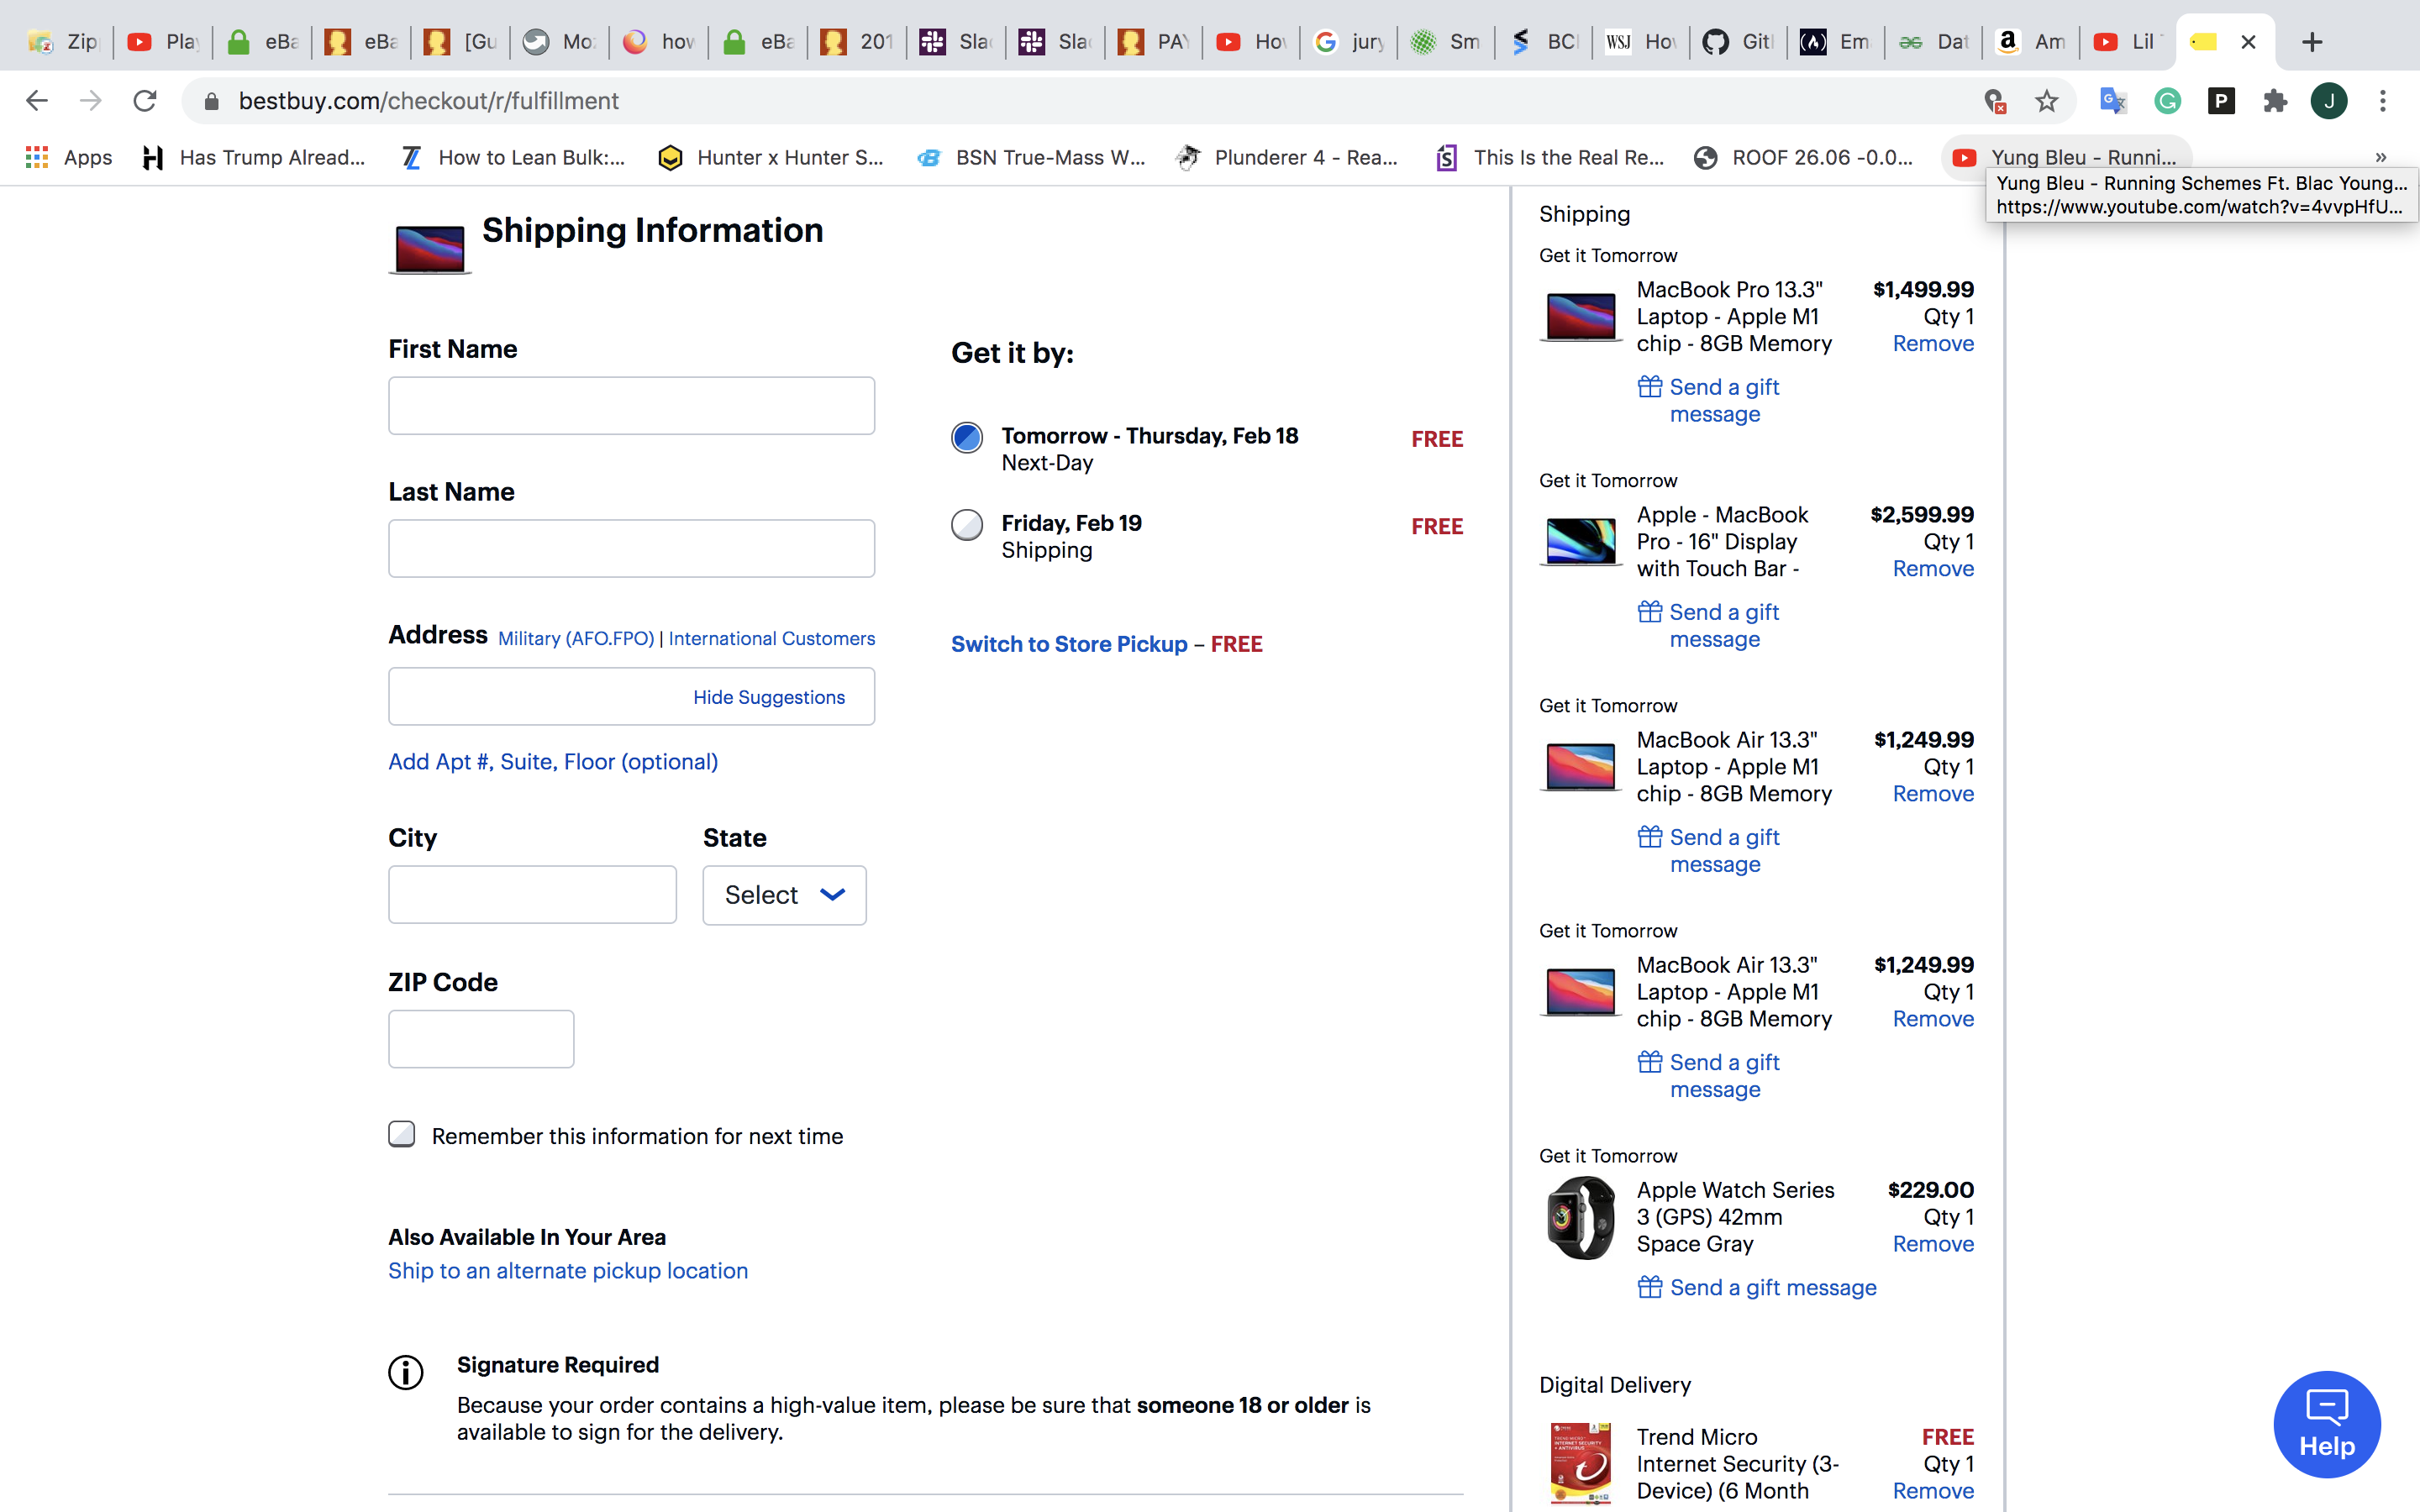 Zip
Play
eBa
eBa
[Gu
Mo
how
eBa
201
Sla
Sla
PAY
Ho
jury
Sm
BC
WSJ Ho
Git
Em
Dat
Am
Lil
bestbuy.com/checkout/r/fulfillment
P
J
Apps
Has Trump Alread...
How to Lean Bulk:...
Hunter x Hunter S...
BSN True-Mass W...
Plunderer 4 - Rea...
This Is the Real Re...
ROOF 26.06 -0.0...
Yung Bleu - Runni...
»
Yung Bleu - Running Schemes Ft. Blac Young...
https://www.youtube.com/watch?v=4vvpHfU...
Shipping Information
First Name
Last Name
Address Military (AFO.FPO) | International Customers
Hide Suggestions
Add Apt #, Suite, Floor (optional)
City
State
Select
ZIP Code
Remember this information for next time
Also Available In Your Area
Ship to an alternate pickup location
Signature Required
Because your order contains a high-value item, please be sure that someone 18 or older is
available to sign for the delivery.
Get it by:
Tomorrow - Thursday, Feb 18
FREE
Next-Day
Friday, Feb 19
FREE
Shipping
Switch to Store Pickup – FREE
Shipping
Get it Tomorrow
MacBook Pro 13.3" $1,499.99
Laptop - Apple M1 Qty 1
chip - 8GB Memory Remove
Send a gift
message
Get it Tomorrow
Apple - MacBook $2,599.99
Pro - 16" Display Qty 1
with Touch Bar - Remove
Send a gift
message
Get it Tomorrow
MacBook Air 13.3" $1,249.99
Laptop - Apple M1 Qty 1
chip - 8GB Memory Remove
Send a gift
message
Get it Tomorrow
MacBook Air 13.3" $1,249.99
Laptop - Apple M1 Qty 1
chip - 8GB Memory Remove
Send a gift
message
Get it Tomorrow
Apple Watch Series $229.00
3 (GPS) 42mm Qty 1
Space Gray Remove
Send a gift message
Digital Delivery
Trend Micro FREE
Internet Security (3- Qty 1
Device) (6 Month Remove
Help